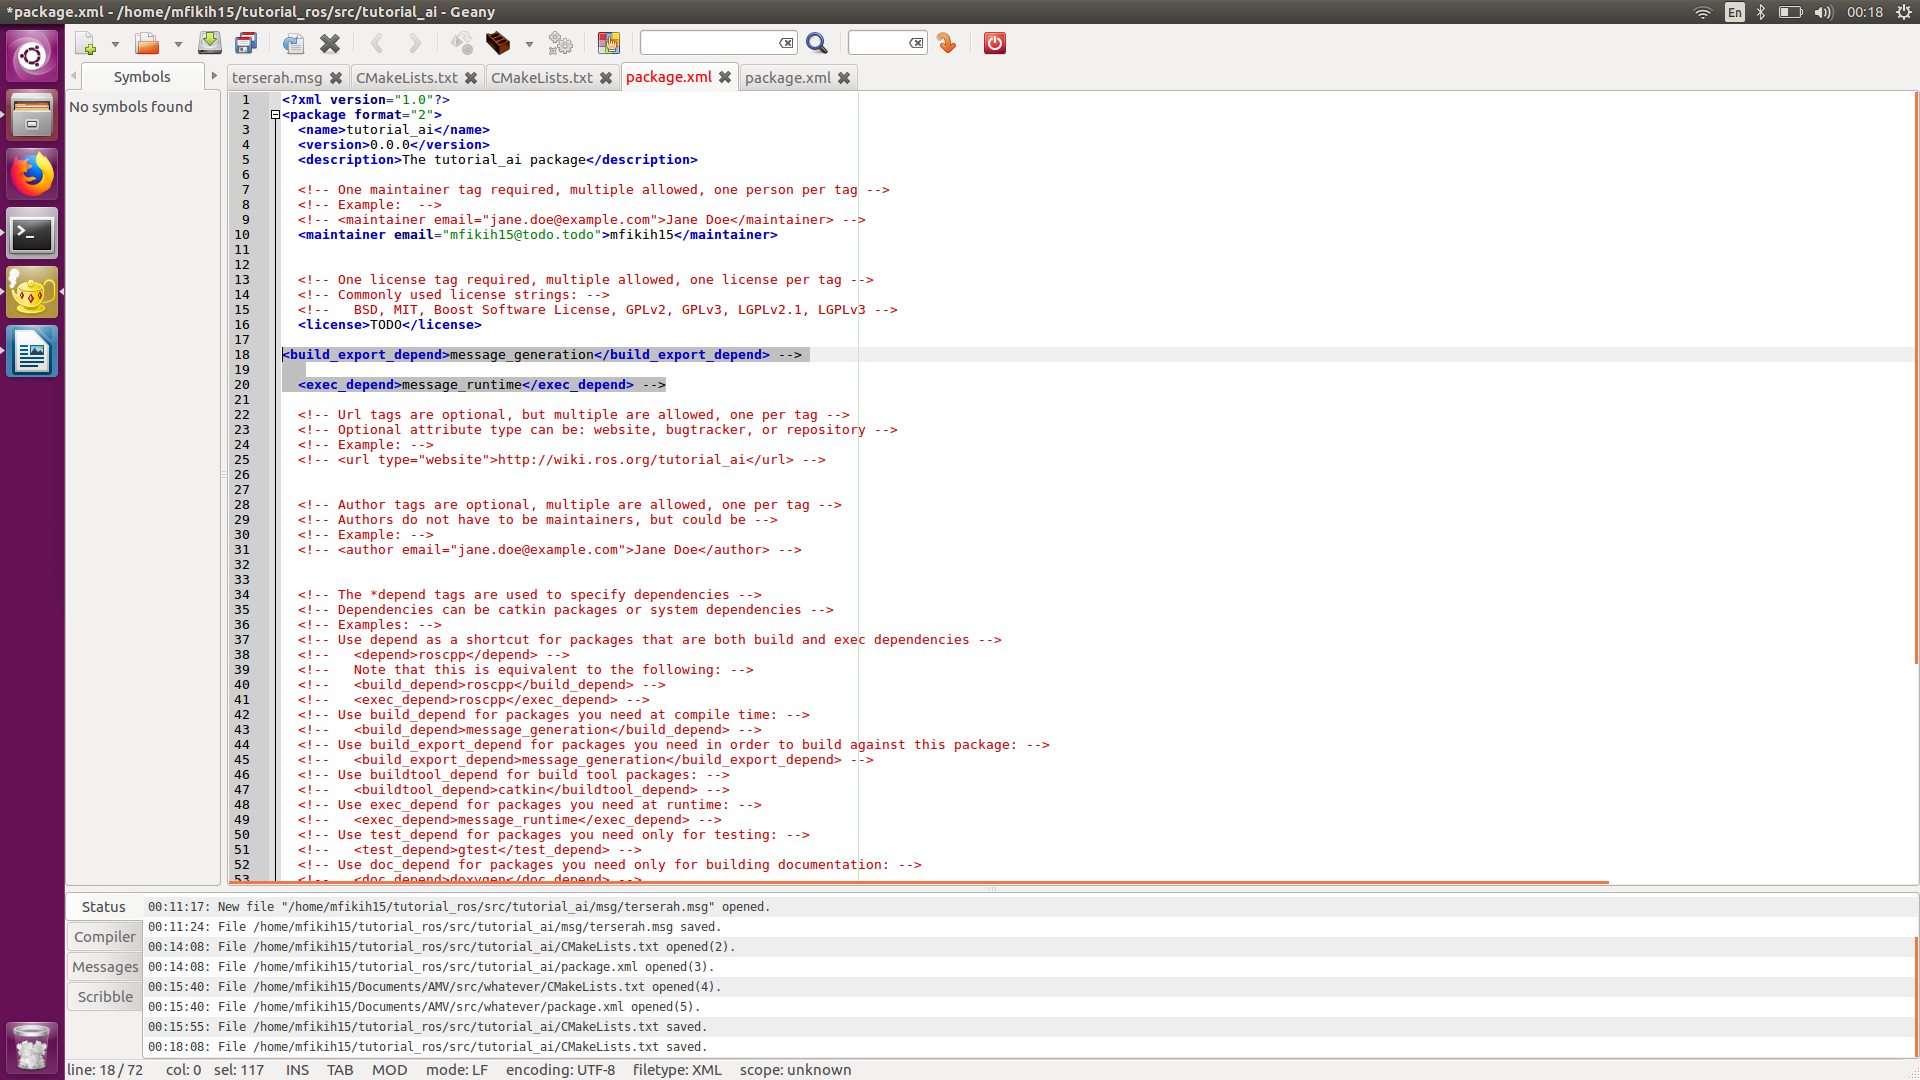 *package.xml - /home/mfikih15/tutorial_ros/src/tutorial_ai - Geany
En
00:18
Symbols
terserah.msg
CMakeLists.txt
CMakeLists.txt
package.xml
package.xml
No symbols found
1 <?xml version="1.0"?>
2 <package format="2">
3 <name>tutorial_ai</name>
4 <version>0.0.0</version>
5 <description>The tutorial_ai package</description>
6
7 <!-- One maintainer tag required, multiple allowed, one person per tag -->
8 <!-- Example:  -->
9 <!-- <maintainer email="jane.doe@example.com">Jane Doe</maintainer> -->
10 <maintainer email="mfikih15@todo.todo">mfikih15</maintainer>
11
12
13 <!-- One license tag required, multiple allowed, one license per tag -->
14 <!-- Commonly used license strings: -->
15 <!--   BSD, MIT, Boost Software License, GPLv2, GPLv3, LGPLv2.1, LGPLv3 -->
16 <license>TODO</license>
17
18 <build_export_depend>message_generation</build_export_depend> -->
19
20 <exec_depend>message_runtime</exec_depend> -->
21
22 <!-- Url tags are optional, but multiple are allowed, one per tag -->
23 <!-- Optional attribute type can be: website, bugtracker, or repository -->
24 <!-- Example: -->
25 <!-- <url type="website">http://wiki.ros.org/tutorial_ai</url> -->
26
27
28 <!-- Author tags are optional, multiple are allowed, one per tag -->
29 <!-- Authors do not have to be maintainers, but could be -->
30 <!-- Example: -->
31 <!-- <author email="jane.doe@example.com">Jane Doe</author> -->
32
33
34 <!-- The *depend tags are used to specify dependencies -->
35 <!-- Dependencies can be catkin packages or system dependencies -->
36 <!-- Examples: -->
37 <!-- Use depend as a shortcut for packages that are both build and exec dependencies -->
38 <!--   <depend>roscpp</depend> -->
39 <!--   Note that this is equivalent to the following: -->
40 <!--   <build_depend>roscpp</build_depend> -->
41 <!--   <exec_depend>roscpp</exec_depend> -->
42 <!-- Use build_depend for packages you need at compile time: -->
43 <!--   <build_depend>message_generation</build_depend> -->
44 <!-- Use build_export_depend for packages you need in order to build against this package: -->
45 <!--   <build_export_depend>message_generation</build_export_depend> -->
46 <!-- Use buildtool_depend for build tool packages: -->
47 <!--   <buildtool_depend>catkin</buildtool_depend> -->
48 <!-- Use exec_depend for packages you need at runtime: -->
49 <!--   <exec_depend>message_runtime</exec_depend> -->
50 <!-- Use test_depend for packages you need only for testing: -->
51 <!--   <test_depend>gtest</test_depend> -->
52 <!-- Use doc_depend for packages you need only for building documentation: -->
53 <!--   <doc_depend>doxygen</doc_depend> -->
Status
Compiler
Messages
Scribble
00:11:17: New file "/home/mfikih15/tutorial_ros/src/tutorial_ai/msg/terserah.msg" opened.
00:11:24: File /home/mfikih15/tutorial_ros/src/tutorial_ai/msg/terserah.msg saved.
00:14:08: File /home/mfikih15/tutorial_ros/src/tutorial_ai/CMakeLists.txt opened(2).
00:14:08: File /home/mfikih15/tutorial_ros/src/tutorial_ai/package.xml opened(3).
00:15:40: File /home/mfikih15/Documents/AMV/src/whatever/CMakeLists.txt opened(4).
00:15:40: File /home/mfikih15/Documents/AMV/src/whatever/package.xml opened(5).
00:15:55: File /home/mfikih15/tutorial_ros/src/tutorial_ai/CMakeLists.txt saved.
00:18:08: File /home/mfikih15/tutorial_ros/src/tutorial_ai/CMakeLists.txt saved.
line: 18 / 72 col: 0 sel: 117 INS TAB MOD mode: LF encoding: UTF-8 filetype: XML scope: unknown